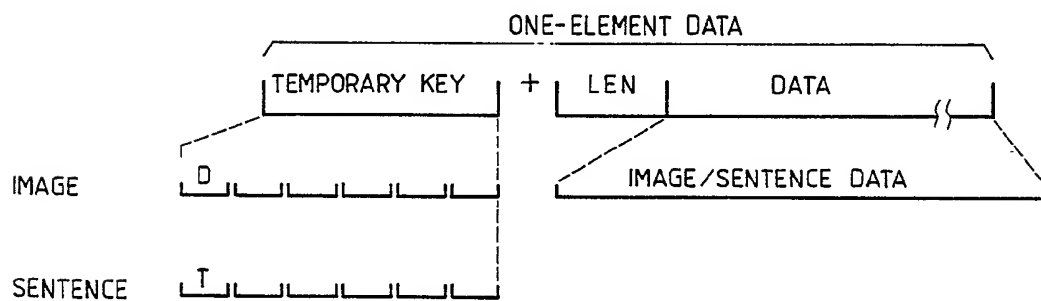 ONE-ELEMENT DATA
TEMPORARY KEY + LEN DATA
IMAGE D IMAGE/SENTENCE DATA
SENTENCE T